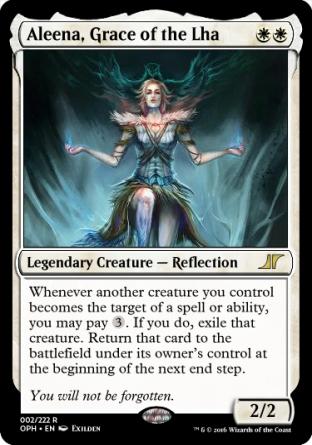 Aleena, Grace of the Lha
Legendary Creature — Reflection
Whenever another creature you control
becomes the target of a spell or ability,
you may pay 3. If you do, exile that
creature. Return that card to the
battlefield under its owner's control at
the beginning of the next end step.
You will not be forgotten.
2/2
002/222 R
OPH • EN Exilden
™ & © 2016 Wizards of the Coast